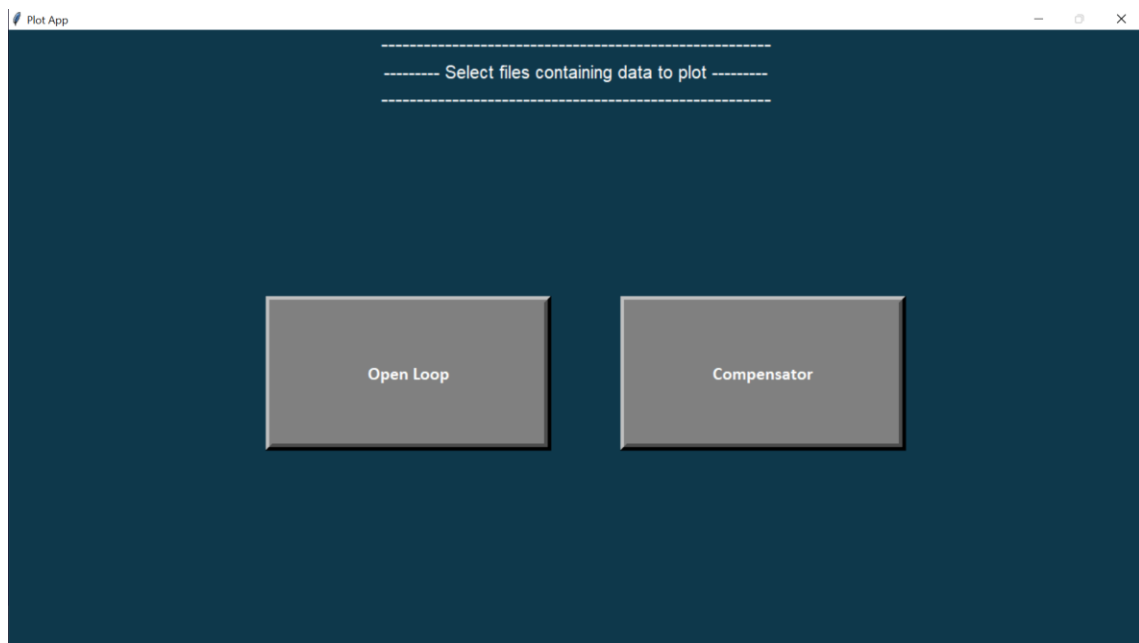 Plot App
-------------------------------------------------------
--------- Select files containing data to plot ---------
-------------------------------------------------------
Open Loop
Compensator